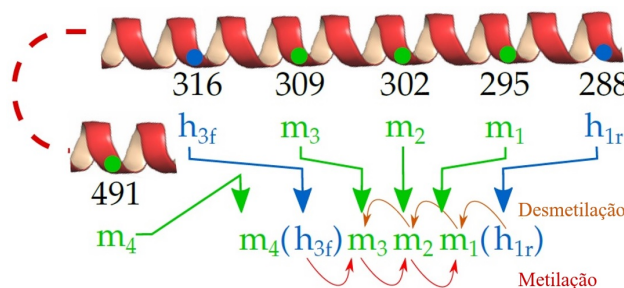 316 309 302 295 288
h3f m3 m2 m1 h1r
491
Desmetilação
m4 m4(h3f)m3 m2 m1(h1r)
Metilação